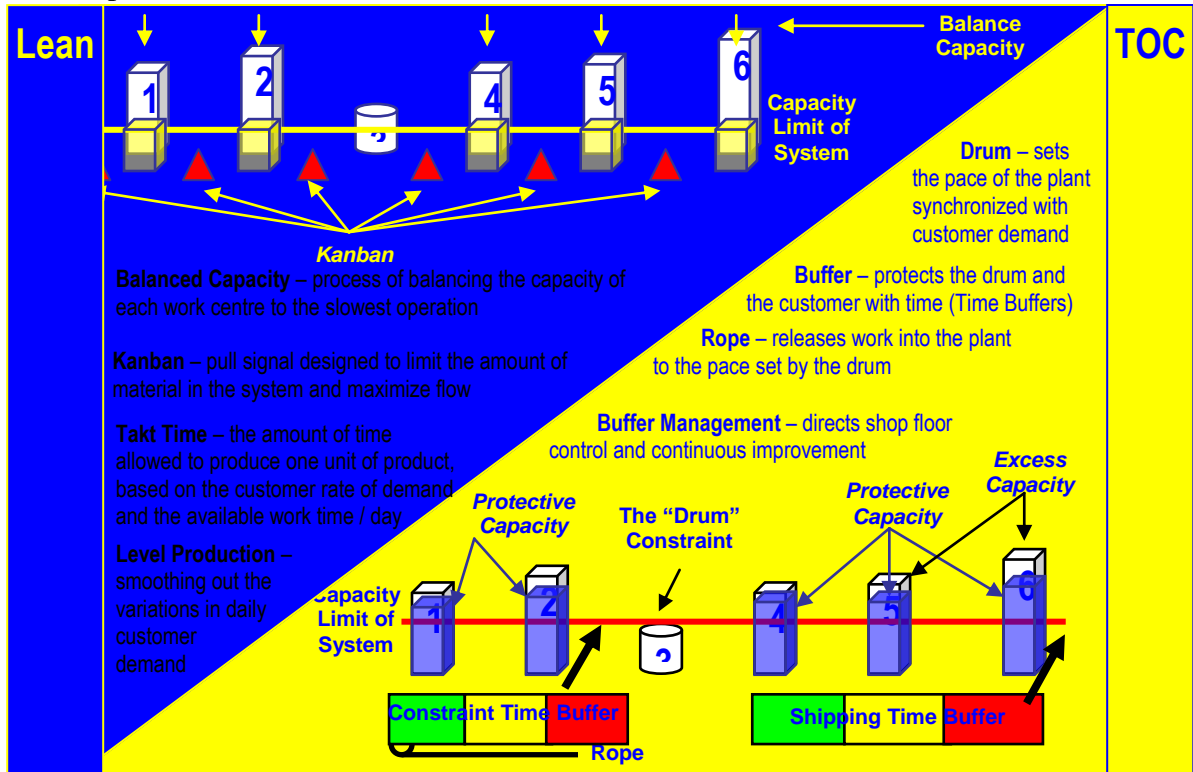 Lean
TOC
Balance
Capacity
1
2
4
5
6
Capacity
Limit of
System
Kanban
Balanced Capacity – process of balancing the capacity of
each work centre to the slowest operation
Kanban – pull signal designed to limit the amount of
material in the system and maximize flow
Takt Time – the amount of time
allowed to produce one unit of product,
based on the customer rate of demand
and the available work time / day
Level Production –
smoothing out the
variations in daily
customer
demand
Drum – sets
the pace of the plant
synchronized with
customer demand
Buffer – protects the drum and
the customer with time (Time Buffers)
Rope – releases work into the plant
to the pace set by the drum
Buffer Management – directs shop floor
control and continuous improvement
Protective
Capacity
The “Drum”
Constraint
Protective
Capacity
Excess
Capacity
Capacity
Limit of
System
1
2
4
5
6
Constraint Time Buffer
Shipping Time Buffer
Rope